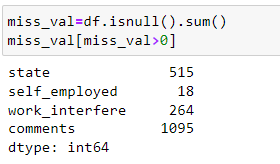 miss_val=df.isnull().sum()
miss_val[miss_val>0]
state 515
self_employed 18
work_interfere 264
comments 1095
dtype: int64